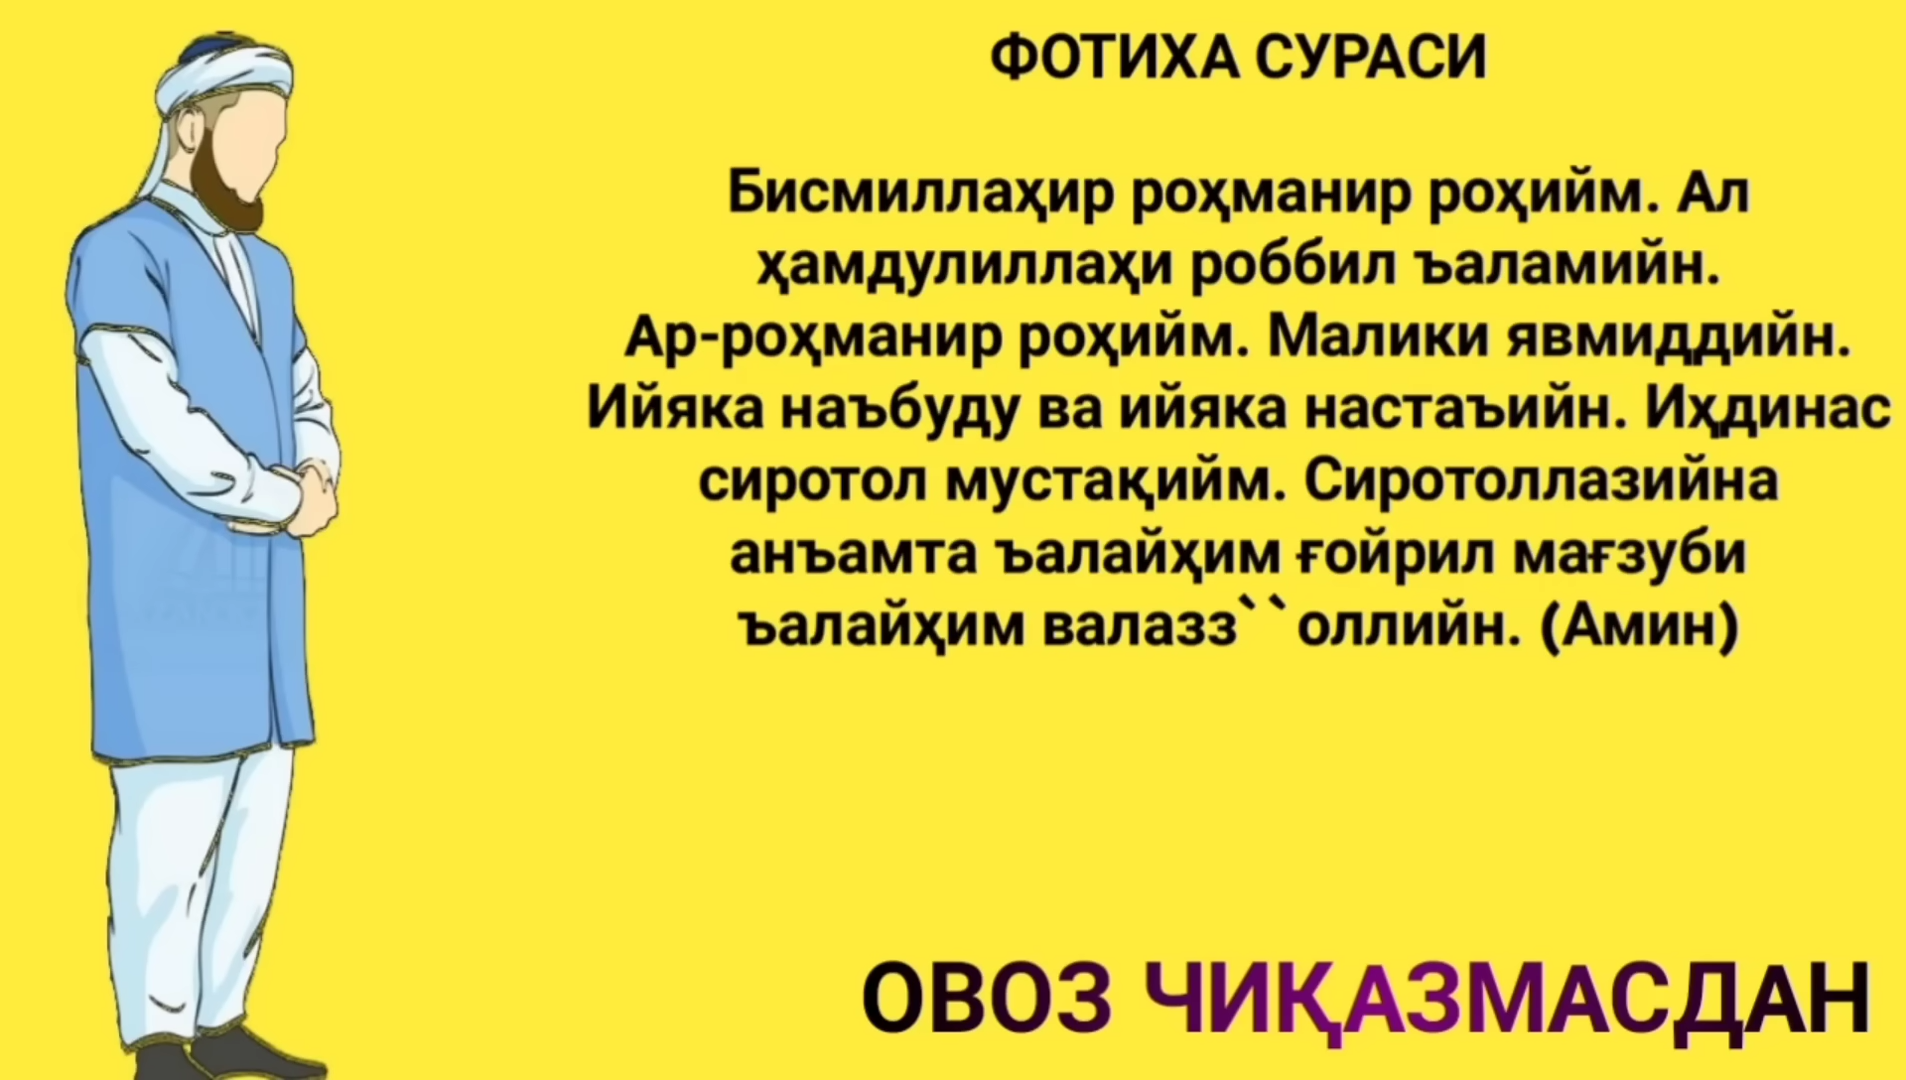 ФОТИХА СУРАСИ
Бисмиллаҳир роҳманир роҳийм. Ал
ҳамдулиллаҳи роббил ъаламийн.
Ар-роҳманир роҳийм. Малики явмиддийн.
Ийяка наъбуду ва ийяка настаъийн. Иҳдинас
сиротол мустақийм. Сиротоллазийна
анъамта ъалайҳим ғойрил мағзуби
ъалайҳим валазз``оллийн. (Амин)
ОВОЗ ЧИҚАЗМАСДАН